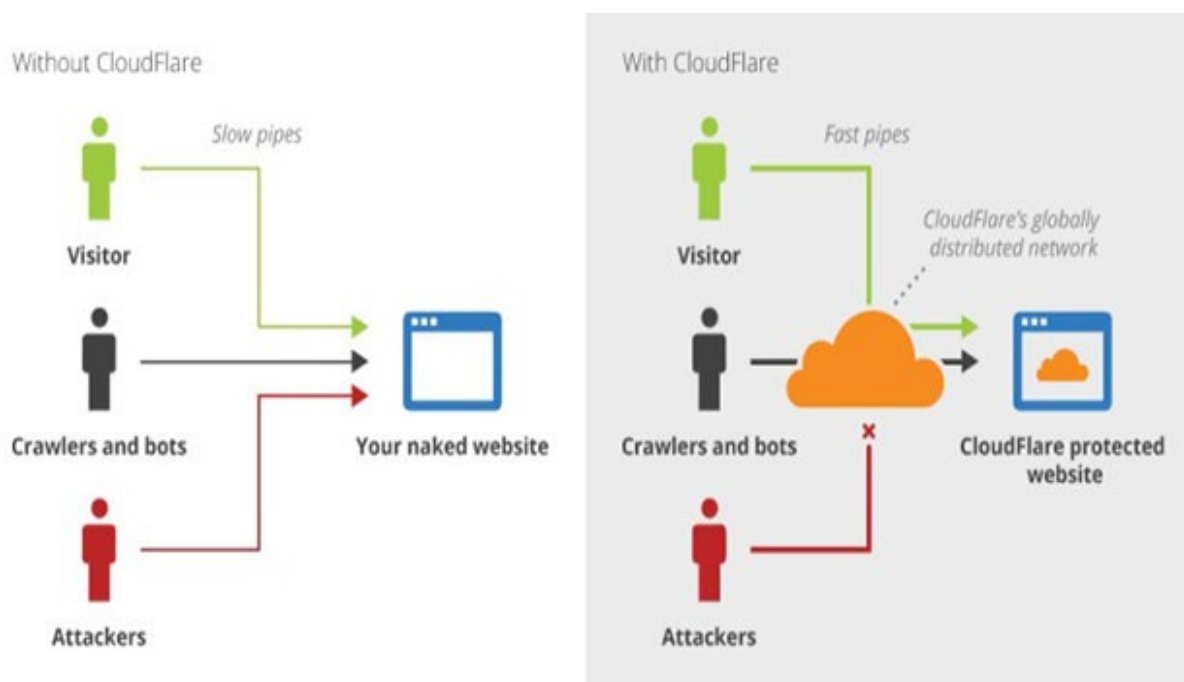 Without CloudFlare
Slow pipes
Visitor
Crawlers and bots
Your naked website
Attackers
With CloudFlare
Fast pipes
CloudFlare's globally
distributed network
Visitor
Crawlers and bots
CloudFlare protected
website
Attackers